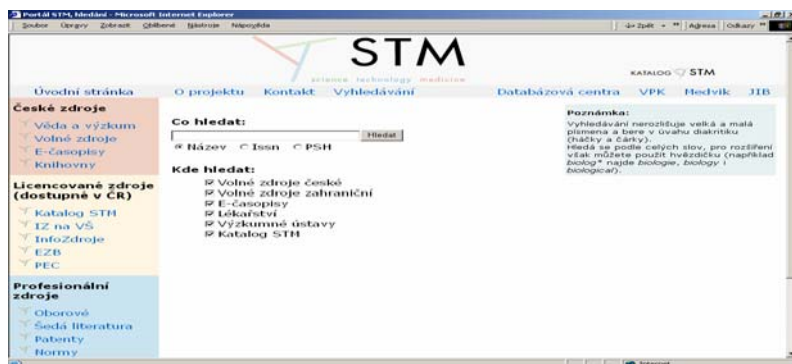 Portál STM, hledání - Microsoft Internet Explorer
Soubor Úpravy Zobrazit Oblíbené Nástroje Nápověda
Zpět Adresa Odkazy
STM
science technology medicine
KATALOG STM
Úvodní stránka O projektu Kontakt Vyhledávání Databázová centra VPK Medvik JIB
České zdroje
Věda a výzkum
Volné zdroje
E-časopisy
Knihovny
Licencované zdroje
(dostupné v ČR)
Katalog STM
IZ na VŠ
InfoZdroje
EZB
PEC
Profesionální
zdroje
Oborové
Šedá literatura
Patenty
Normy
Co hledat:
Hledat
Název Issn PSH
Kde hledat:
Volné zdroje české
Volné zdroje zahraniční
E-časopisy
Lékařství
Výzkumné ústavy
Katalog STM
Poznámka:
Vyhledávání nerozlišuje velká a malá
písmena a bere v úvahu diakritiku
(háčky a čárky).
Hledá se podle celých slov, pro rozšíření
však můžete použít hvězdičku (například
biolog* najde biologie, biology i
biological).
Internet